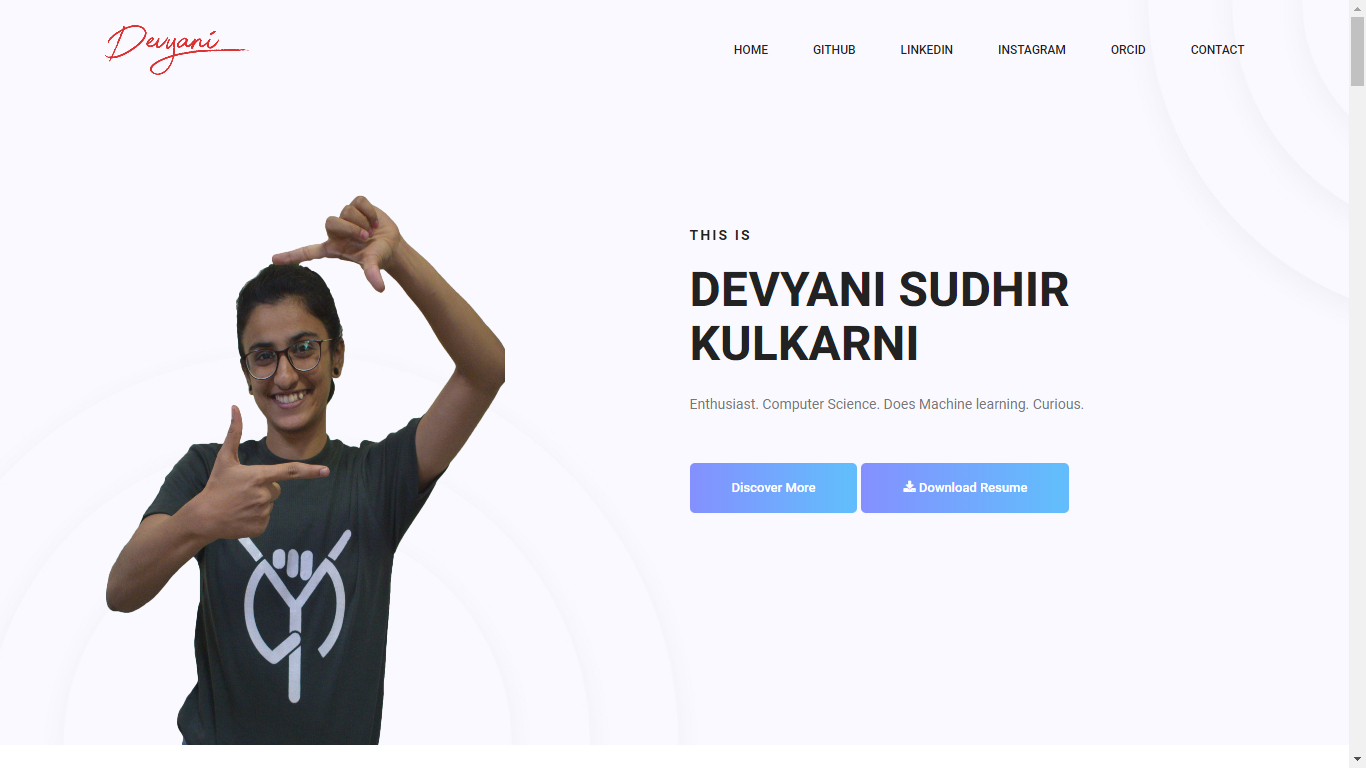 Devyani
HOME GITHUB LINKEDIN INSTAGRAM ORCID CONTACT
THIS IS
DEVYANI SUDHIR
KULKARNI
Enthusiast. Computer Science. Does Machine learning. Curious.
Discover More Download Resume